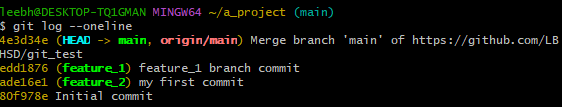 leebh@DESKTOP-TQ1GMAN MINGW64 ~/a_project (main)
$ git log --oneline
4e3d34e (HEAD -> main, origin/main) Merge branch 'main' of https://github.com/LB
HSD/git_test
edd1876 (feature_1) feature_1 branch commit
ade16e1 (feature_2) my first commit
80f978e Initial commit